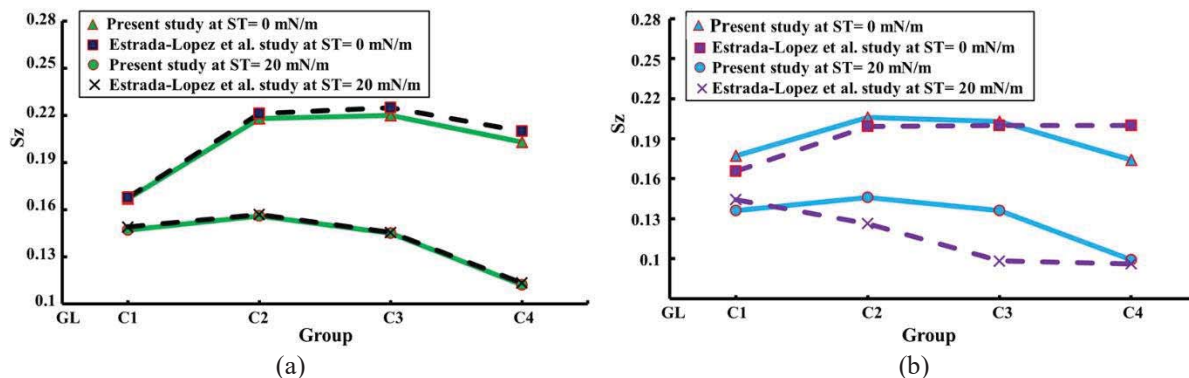 0.28
0.25
0.22
0.19
0.16
0.13
0.1
Sz
Present study at ST= 0 mN/m
Estrada-Lopez et al. study at ST= 0 mN/m
Present study at ST= 20 mN/m
Estrada-Lopez et al. study at ST= 20 mN/m
GL C1 C2 C3 C4
Group
(a)
0.28
0.25
0.22
0.19
0.16
0.13
0.1
Sz
Present study at ST= 0 mN/m
Estrada-Lopez et al. study at ST= 0 mN/m
Present study at ST= 20 mN/m
Estrada-Lopez et al. study at ST= 20 mN/m
GL C1 C2 C3 C4
Group
(b)